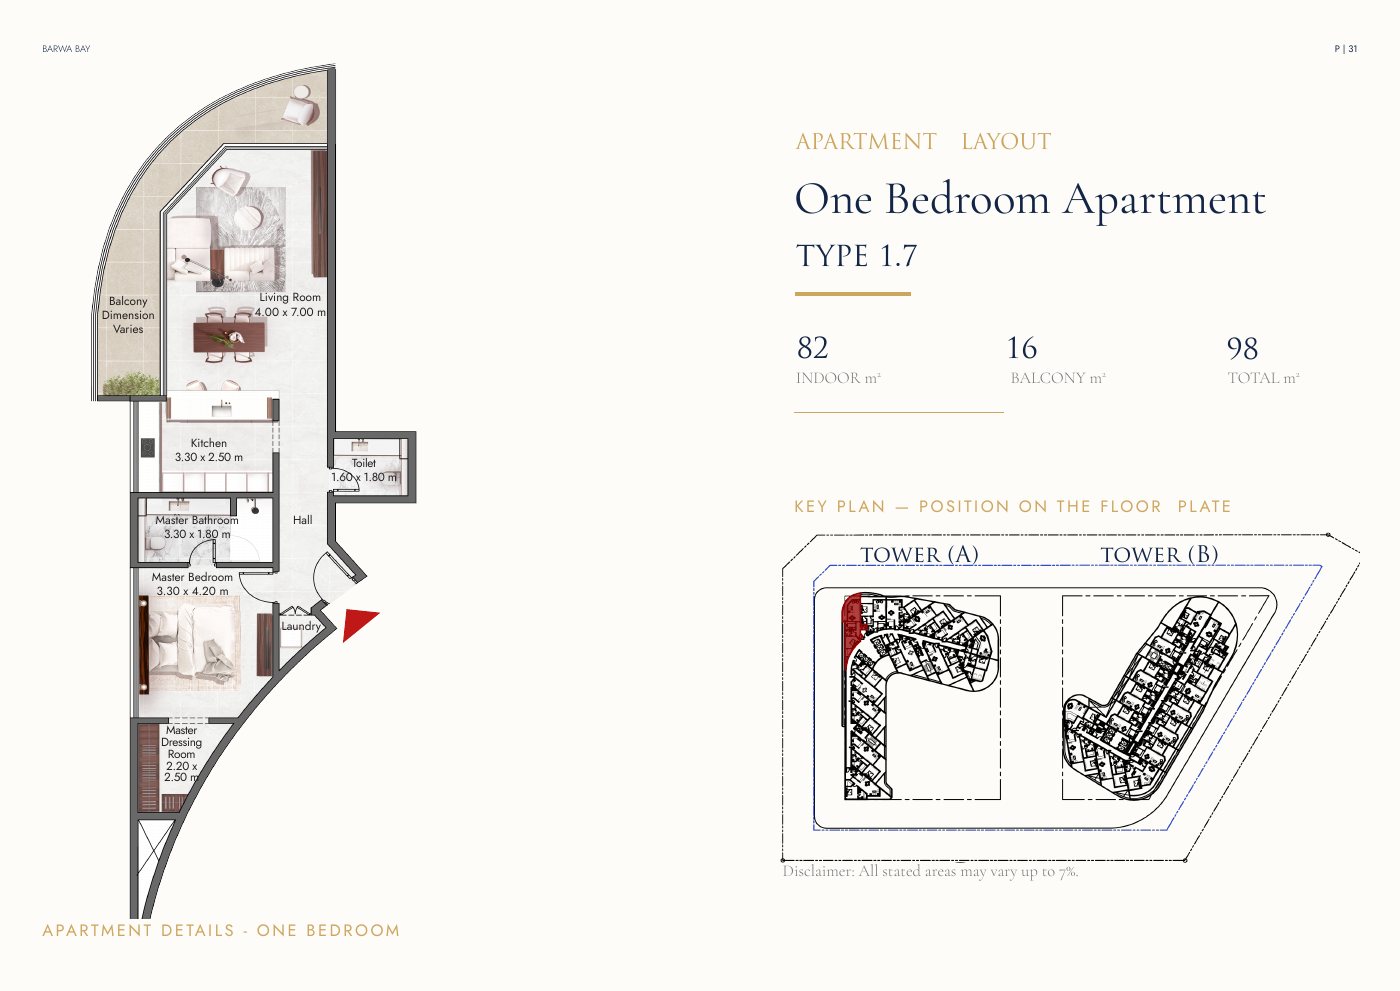 BARWA BAY
P | 31
APARTMENT LAYOUT
One Bedroom Apartment
TYPE 1.7
82
INDOOR m²
16
BALCONY m²
98
TOTAL m²
Balcony
Dimension
Varies
Living Room
4.00 x 7.00 m
Kitchen
3.30 x 2.50 m
Toilet
1.60 x 1.80 m
Master Bathroom
3.30 x 1.80 m
Hall
Master Bedroom
3.30 x 4.20 m
Laundry
Master
Dressing
Room
2.20 x
2.50 m
KEY PLAN — POSITION ON THE FLOOR PLATE
TOWER (A)
TOWER (B)
Disclaimer: All stated areas may vary up to 7%.
APARTMENT DETAILS - ONE BEDROOM